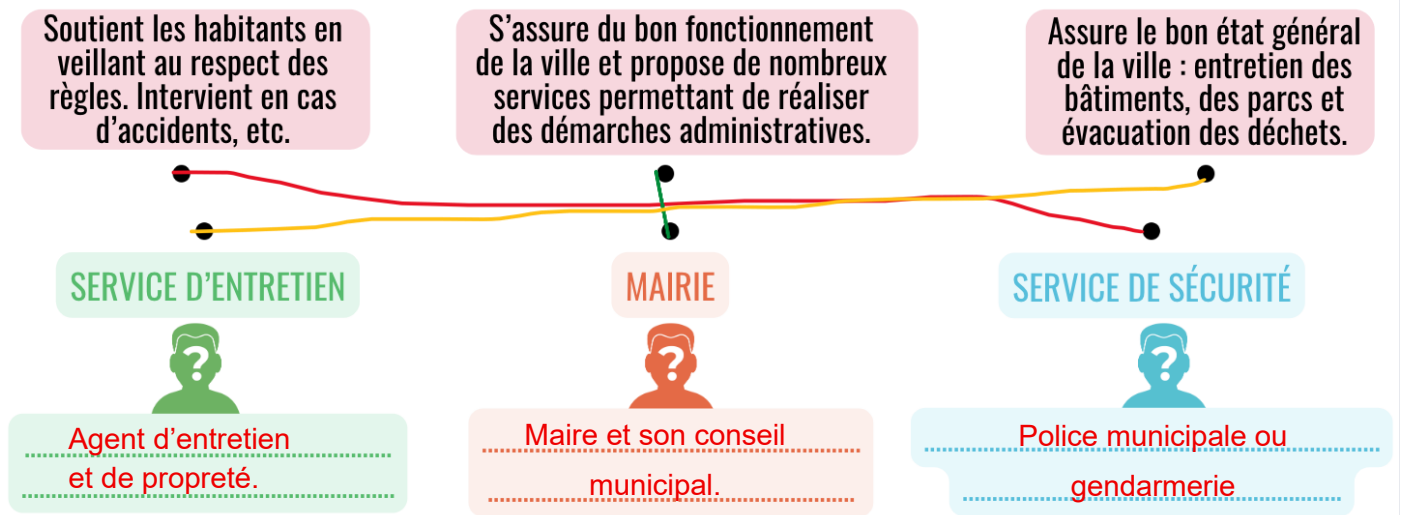 Soutient les habitants en
veillant au respect des
règles. Intervient en cas
d'accidents, etc.
S'assure du bon fonctionnement
de la ville et propose de nombreux
services permettant de réaliser
des démarches administratives.
Assure le bon état général
de la ville : entretien des
bâtiments, des parcs et
évacuation des déchets.
SERVICE D'ENTRETIEN
MAIRIE
SERVICE DE SÉCURITÉ
?
?
?
Agent d'entretien
et de propreté.
Maire et son conseil
municipal.
Police municipale ou
gendarmerie